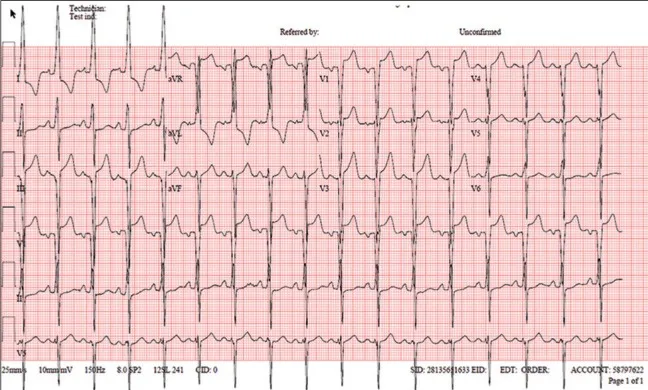 Technician:
Test ind:
Referred by: Unconfirmed
I aVR V1 V4
II aVL V2 V5
III aVF V3 V6
V1
II
V5
25mm/s 10mm/mV 150Hz 8.0 SP2 12SL 241 CID: 0 SID: 28135661633 EID: EDT: ORDER: ACCOUNT: 58797622
Page 1 of 1